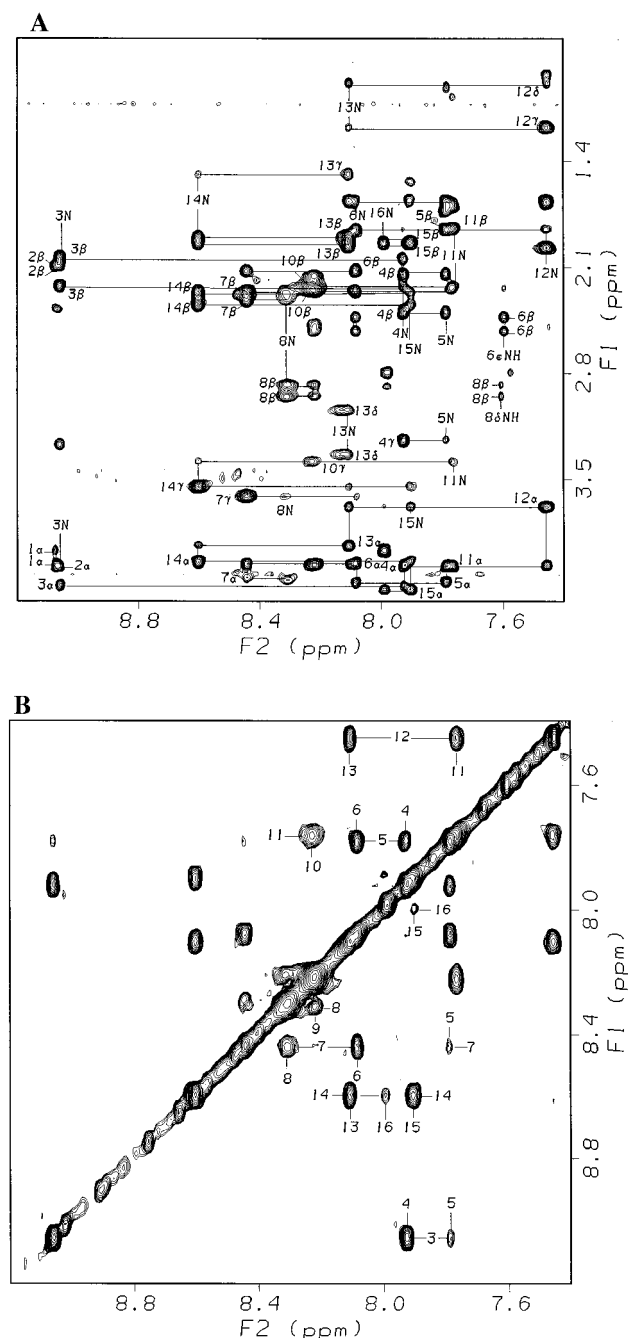 A
12δ
13N
12γ
1.4
13γ
14N
3N
6N
16N
5β
13β
15β
11β
2β
3β
2β
13β
15β
11N
12N
2.1
10β
6β
4β
3β
14β
7β
14β
7β
10β
4β
6β
6β
8N
4N
15N
5N
6εNH
2.8
8β
8β
8β
8β
13δ
8δNH
13N
5N
4γ
13δ
10γ
11N
3.5
14γ
7γ
8N
15N
12α
3N
1α
13α
1α
2α
14α
6α
4α
11α
3α
7α
15α
5α
F1 (ppm)
8.8
8.4
8.0
7.6
F2 (ppm)
B
12
13
11
7.6
6
4
11
5
10
8.0
16
15
8
9
5
8.4
7
7
8
6
14
14
13
16
15
8.8
4
5
3
F1 (ppm)
8.8
8.4
8.0
7.6
F2 (ppm)